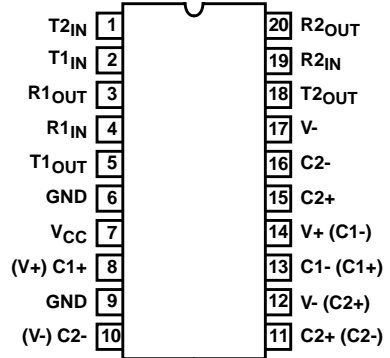 T2IN 1 20 R2OUT
T1IN 2 19 R2IN
R1OUT 3 18 T2OUT
R1IN 4 17 V-
T1OUT 5 16 C2-
GND 6 15 C2+
VCC 7 14 V+ (C1-)
(V+) C1+ 8 13 C1- (C1+)
GND 9 12 V- (C2+)
(V-) C2- 10 11 C2+ (C2-)